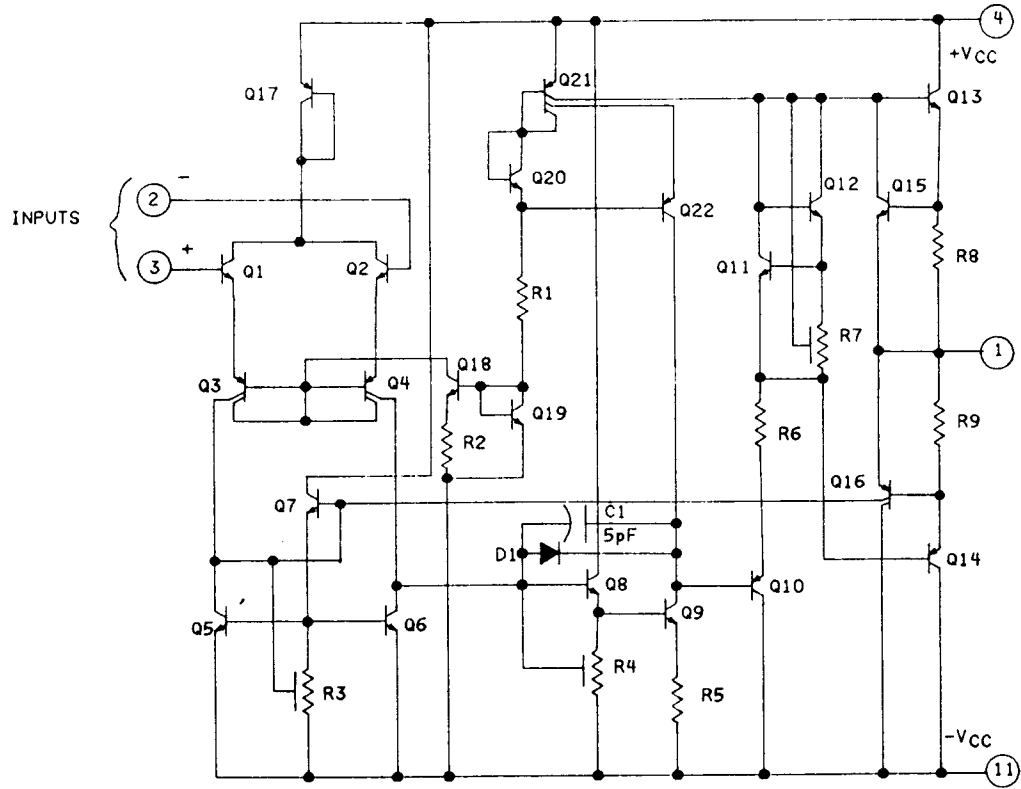 4
+VCC
Q17
Q21
Q13
−
2
INPUTS
+
3
Q20
Q12
Q15
Q22
Q1
Q2
Q11
R8
R1
R7
1
Q3
Q4
Q18
Q19
R2
R6
R9
Q7
Q16
C1
5pF
D1
Q14
Q8
Q10
Q5
Q6
Q9
R3
R4
R5
−VCC
11